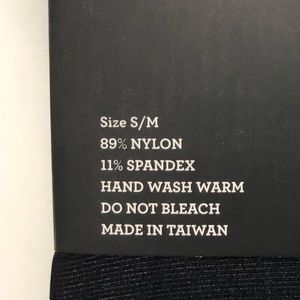 Size S/M
89% NYLON
11% SPANDEX
HAND WASH WARM
DO NOT BLEACH
MADE IN TAIWAN